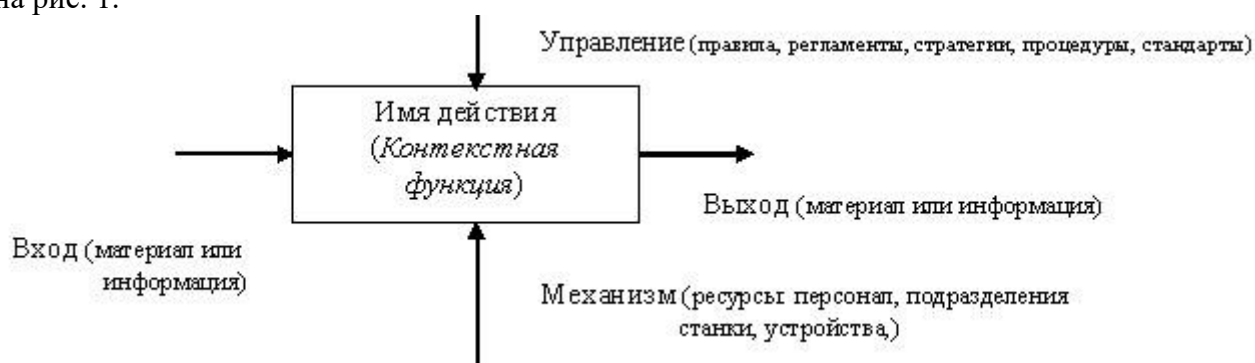 на рис. 1.
Управление (правила, регламенты, стратегии, процедуры, стандарты)
Имя действия
(Контекстная
функция)
Выход (материал или информация)
Вход (материал или
информация)
Механизм (ресурсы: персонал, подразделения
станки, устройства,)